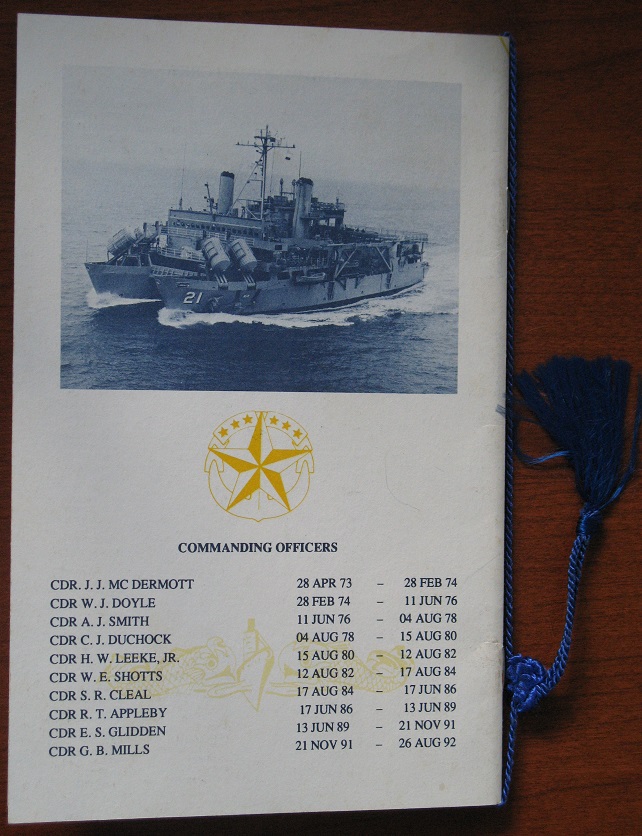 21
COMMANDING OFFICERS
CDR. J. J. MC DERMOTT 28 APR 73 – 28 FEB 74
CDR W. J. DOYLE 28 FEB 74 – 11 JUN 76
CDR A. J. SMITH 11 JUN 76 – 04 AUG 78
CDR C. J. DUCHOCK 04 AUG 78 – 15 AUG 80
CDR H. W. LEEKE, JR. 15 AUG 80 – 12 AUG 82
CDR W. E. SHOTTS 12 AUG 82 – 17 AUG 84
CDR S. R. CLEAL 17 AUG 84 – 17 JUN 86
CDR R. T. APPLEBY 17 JUN 86 – 13 JUN 89
CDR E. S. GLIDDEN 13 JUN 89 – 21 NOV 91
CDR G. B. MILLS 21 NOV 91 – 26 AUG 92